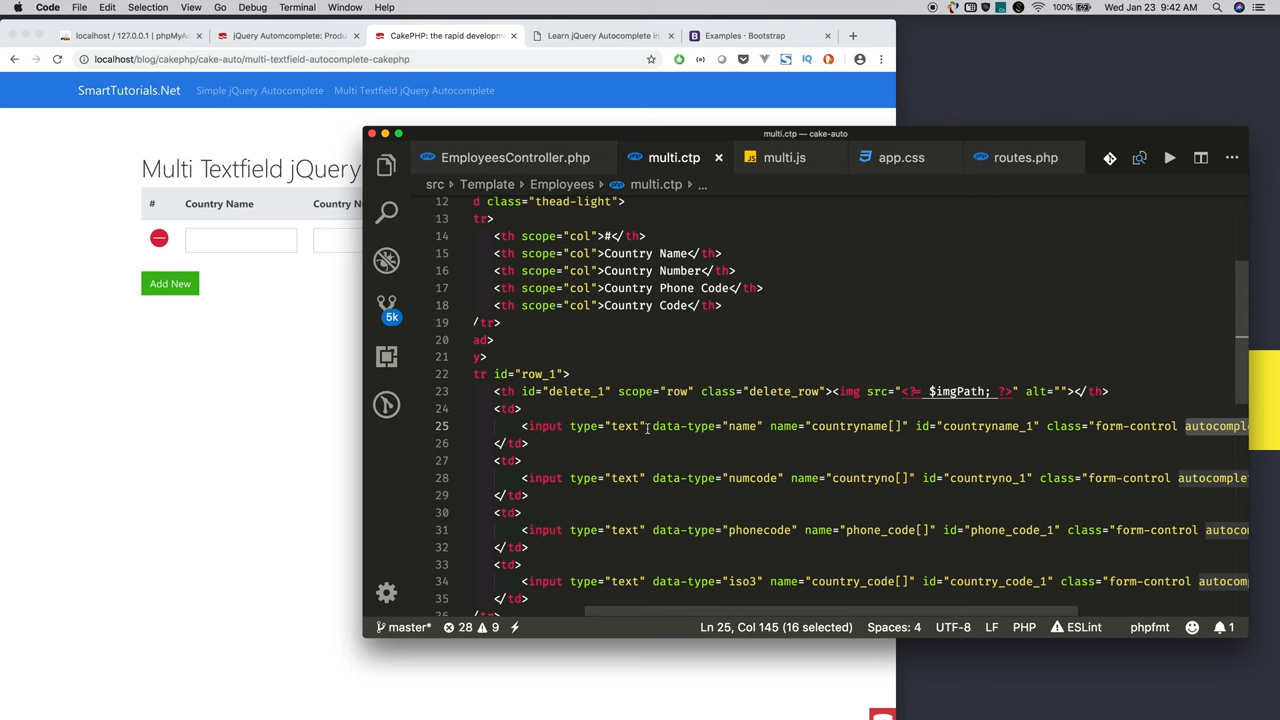 Code File Edit Selection View Go Debug Terminal Window Help 100% Wed Jan 23 9:42 AM
localhost / 127.0.0.1 | phpMyAd
jQuery Automcomplete: Produ
CakePHP: the rapid developme
Learn jQuery Autocomplete in
Examples · Bootstrap
localhost/blog/cakephp/cake-auto/multi-textfield-autocomplete-cakephp
IQ
SmartTutorials.Net Simple jQuery Autocomplete Multi Textfield jQuery Autocomplete
Multi Textfield jQuery
# Country Name Country N
Add New
multi.ctp — cake-auto
EmployeesController.php multi.ctp multi.js app.css routes.php
src Template Employees multi.ctp ...
5k
12 d class="thead-light">
13 tr>
14 <th scope="col">#</th>
15 <th scope="col">Country Name</th>
16 <th scope="col">Country Number</th>
17 <th scope="col">Country Phone Code</th>
18 <th scope="col">Country Code</th>
19 /tr>
20 ad>
21 y>
22 tr id="row_1">
23 <th id="delete_1" scope="row" class="delete_row"><img src="<?= $imgPath; ?>" alt=""></th>
24 <td>
25 <input type="text" data-type="name" name="countryname[]" id="countryname_1" class="form-control autocompl
26 </td>
27 <td>
28 <input type="text" data-type="numcode" name="countryno[]" id="countryno_1" class="form-control autocomplet
29 </td>
30 <td>
31 <input type="text" data-type="phonecode" name="phone_code[]" id="phone_code_1" class="form-control autoco
32 </td>
33 <td>
34 <input type="text" data-type="iso3" name="country_code[]" id="country_code_1" class="form-control autocom
35 </td>
master* 28 9 Ln 25, Col 145 (16 selected) Spaces: 4 UTF-8 LF PHP ESLint phpfmt 1